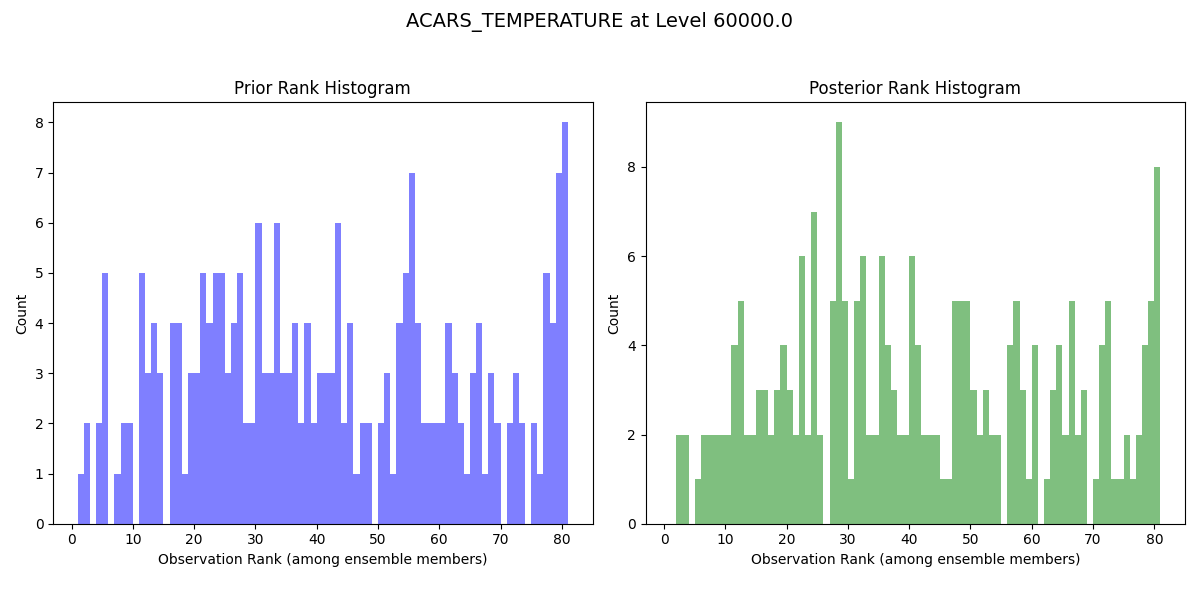 ACARS_TEMPERATURE at Level 60000.0
Prior Rank Histogram
Count
8
7
6
5
4
3
2
1
0
0 10 20 30 40 50 60 70 80
Observation Rank (among ensemble members)
Posterior Rank Histogram
Count
8
6
4
2
0
0 10 20 30 40 50 60 70 80
Observation Rank (among ensemble members)